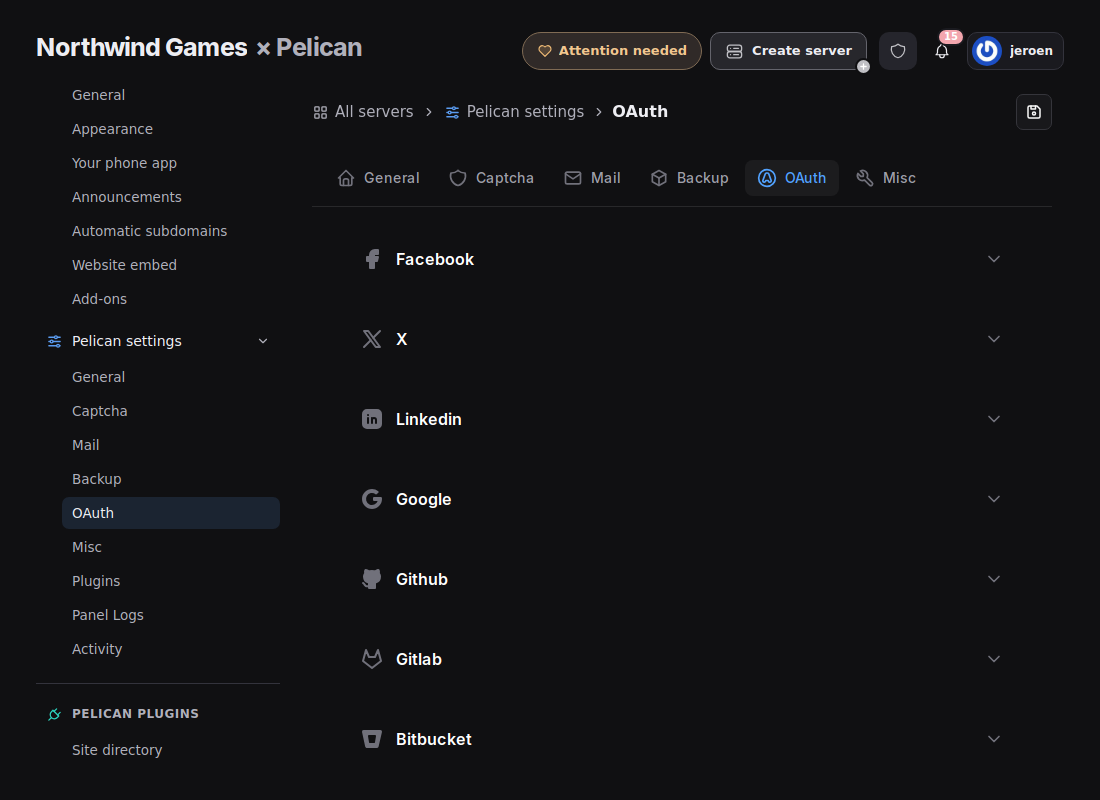 Northwind Games × Pelican
Attention needed
Create server
15
jeroen
General
Appearance
Your phone app
Announcements
Automatic subdomains
Website embed
Add-ons
Pelican settings
General
Captcha
Mail
Backup
OAuth
Misc
Plugins
Panel Logs
Activity
PELICAN PLUGINS
Site directory
All servers > Pelican settings > OAuth
General Captcha Mail Backup OAuth Misc
Facebook
X
Linkedin
Google
Github
Gitlab
Bitbucket